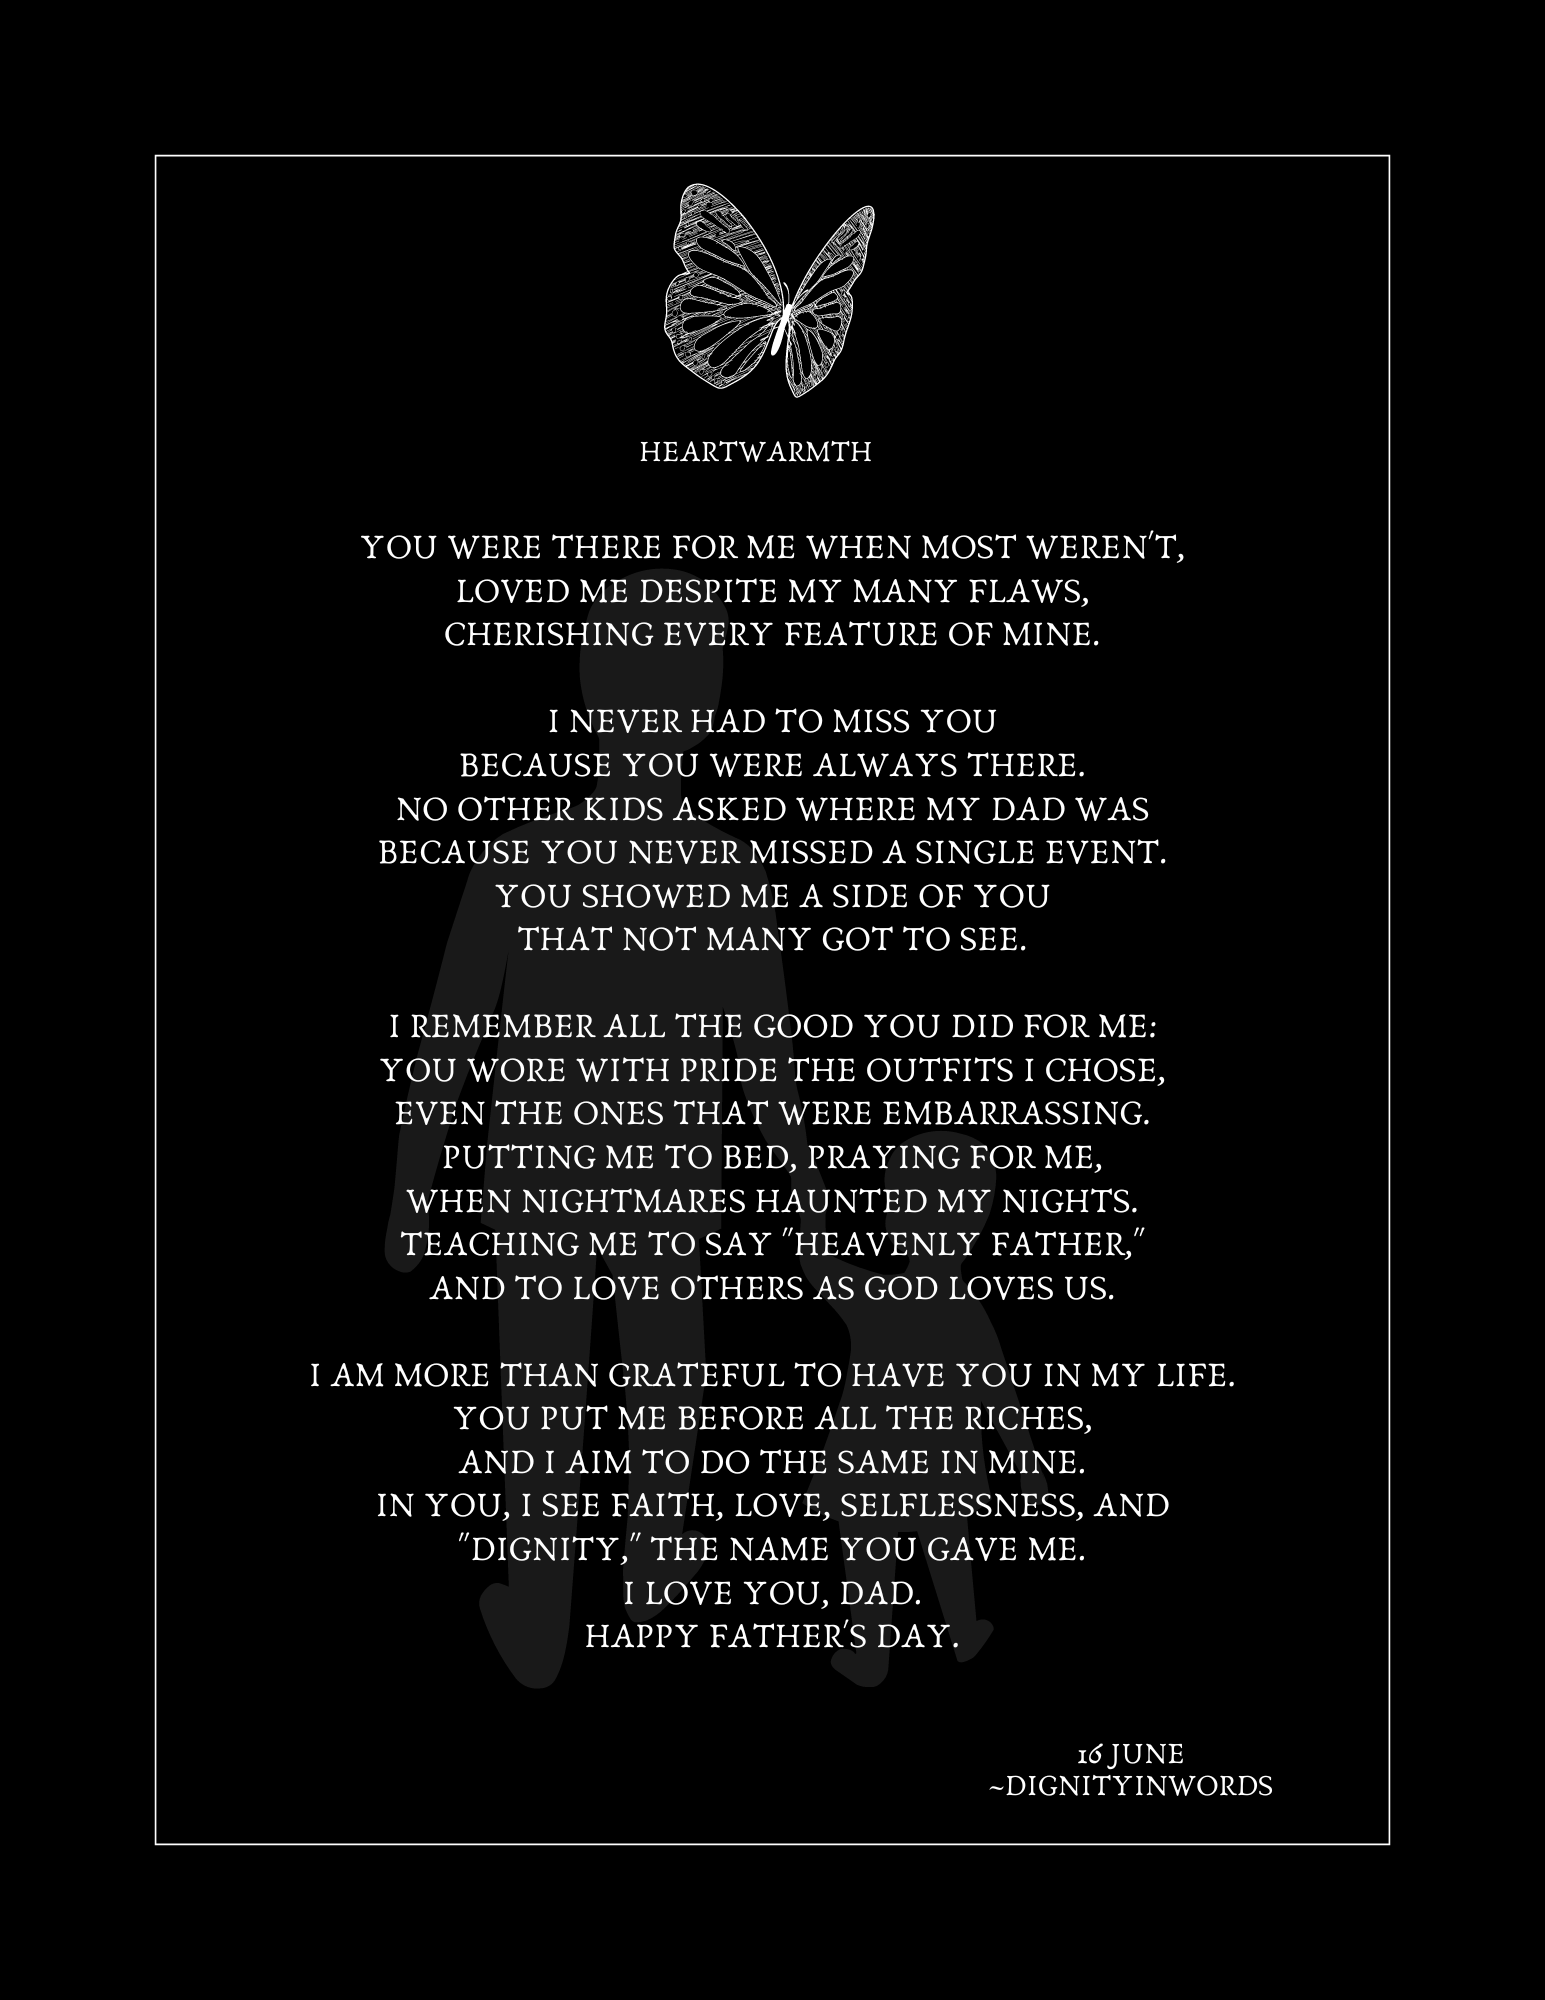 HEARTWARMTH
YOU WERE THERE FOR ME WHEN MOST WEREN'T,
LOVED ME DESPITE MY MANY FLAWS,
CHERISHING EVERY FEATURE OF MINE.
I NEVER HAD TO MISS YOU
BECAUSE YOU WERE ALWAYS THERE.
NO OTHER KIDS ASKED WHERE MY DAD WAS
BECAUSE YOU NEVER MISSED A SINGLE EVENT.
YOU SHOWED ME A SIDE OF YOU
THAT NOT MANY GOT TO SEE.
I REMEMBER ALL THE GOOD YOU DID FOR ME:
YOU WORE WITH PRIDE THE OUTFITS I CHOSE,
EVEN THE ONES THAT WERE EMBARRASSING.
PUTTING ME TO BED, PRAYING FOR ME,
WHEN NIGHTMARES HAUNTED MY NIGHTS.
TEACHING ME TO SAY "HEAVENLY FATHER,"
AND TO LOVE OTHERS AS GOD LOVES US.
I AM MORE THAN GRATEFUL TO HAVE YOU IN MY LIFE.
YOU PUT ME BEFORE ALL THE RICHES,
AND I AIM TO DO THE SAME IN MINE.
IN YOU, I SEE FAITH, LOVE, SELFLESSNESS, AND
"DIGNITY," THE NAME YOU GAVE ME.
I LOVE YOU, DAD.
HAPPY FATHER'S DAY.
16 JUNE
~DIGNITYINWORDS